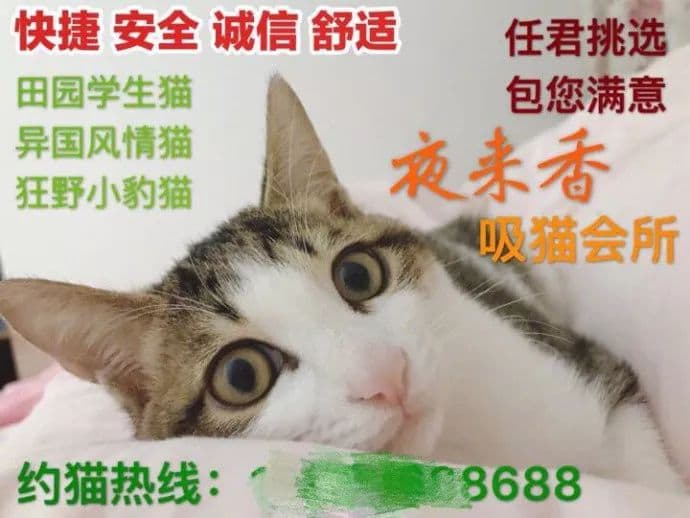 快捷 安全 诚信 舒适
田园学生猫
异国风情猫
狂野小豹猫
任君挑选
包您满意
夜来香
吸猫会所
约猫热线：8688